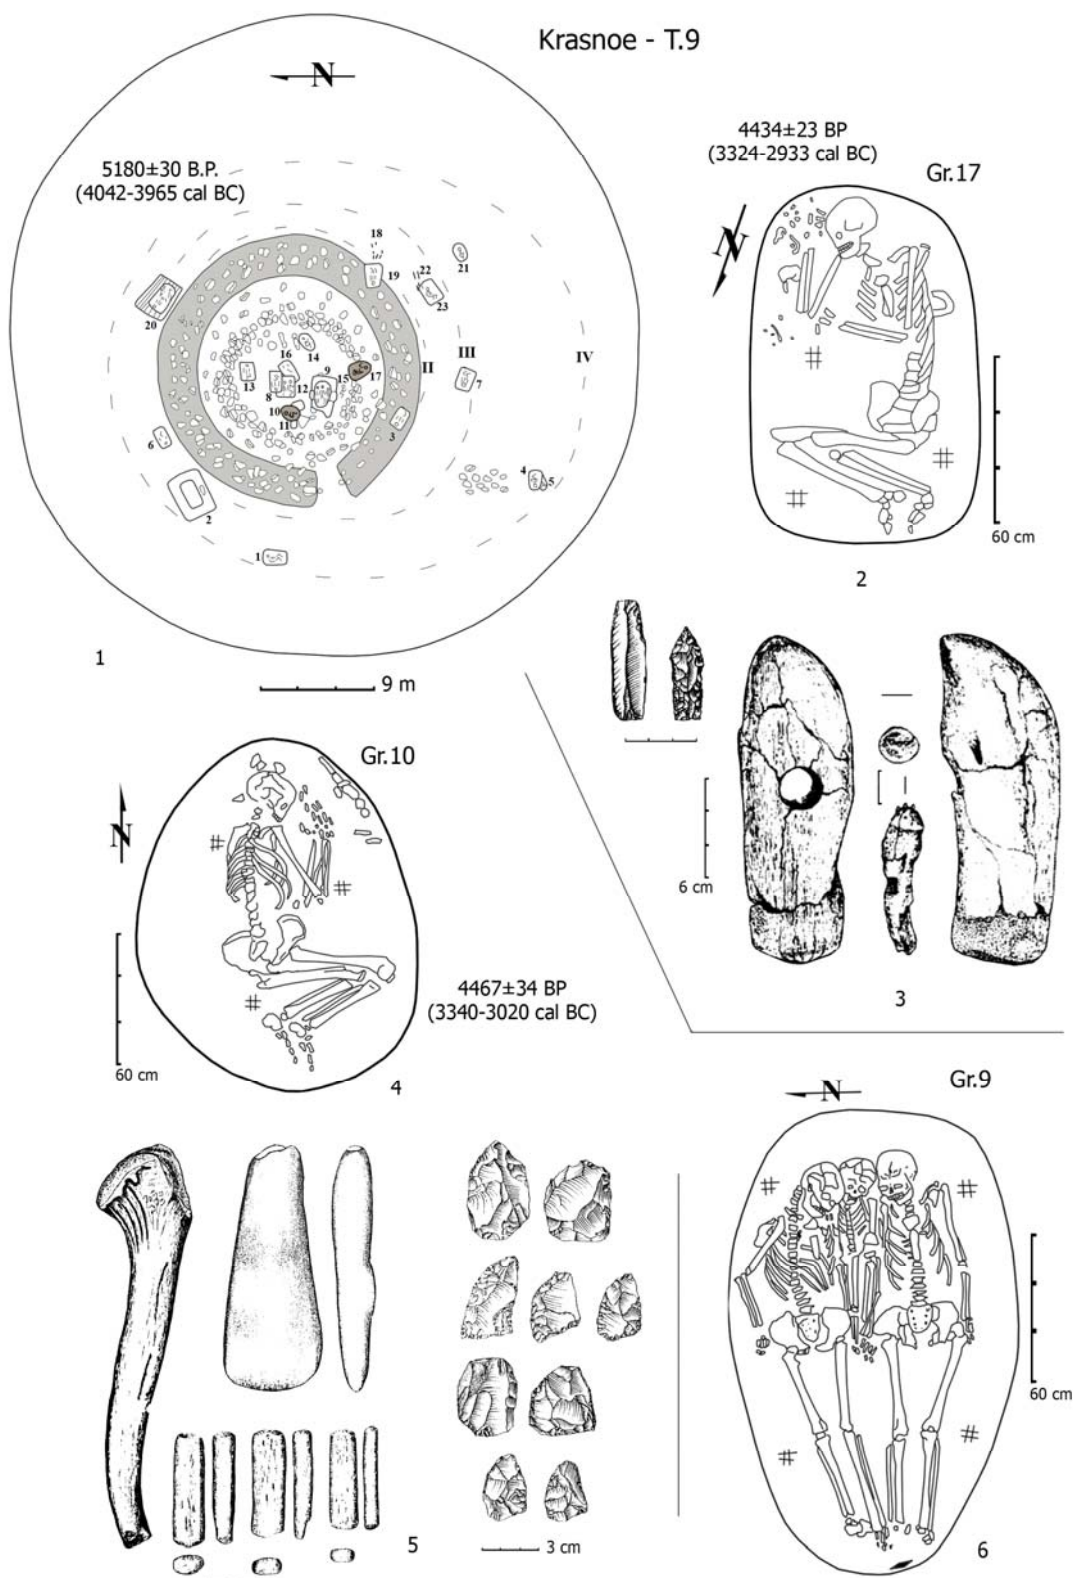 Krasnoe - T.9
N
5180±30 B.P.
(4042-3965 cal BC)
18
19
21
22
23
20
16
14
II
III
IV
13
9
15
17
7
8
12
10
11
3
6
4
5
2
1
1
9 m
4434±23 BP
(3324-2933 cal BC)
Gr.17
N
60 cm
2
6 cm
3
Gr.10
N
4467±34 BP
(3340-3020 cal BC)
60 cm
4
5
3 cm
Gr.9
N
60 cm
6